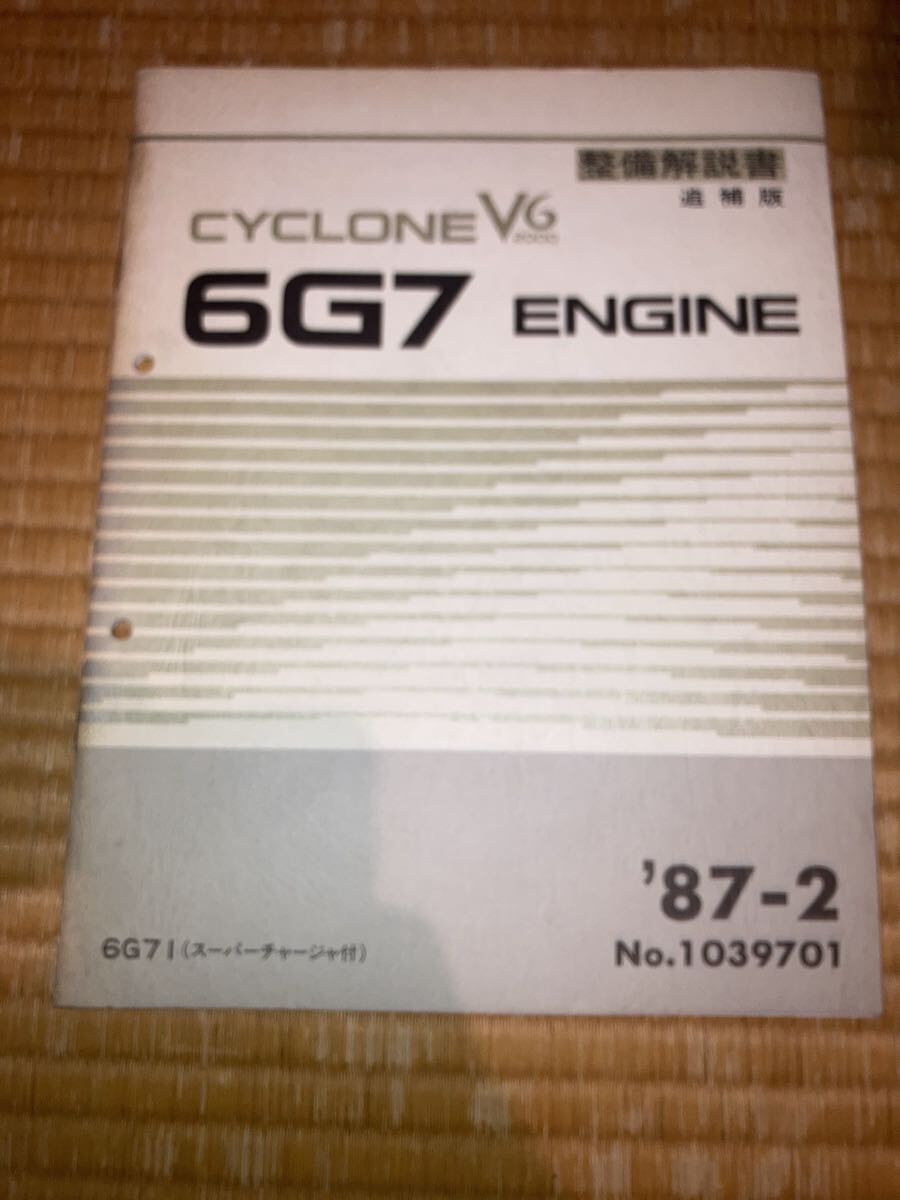 整備解説書
追補版
CYCLONE V6 2000
6G7 ENGINE
'87-2
6G71(スーパーチャージャ付)
No.1039701